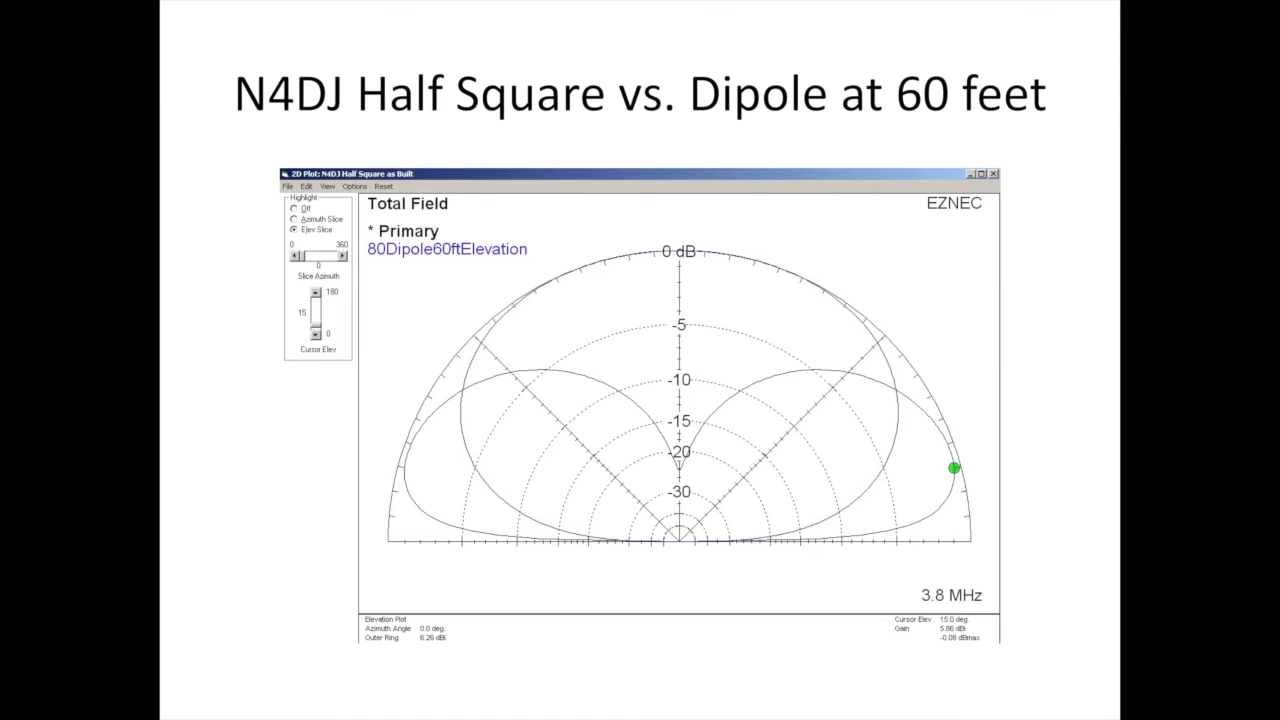 N4DJ Half Square vs. Dipole at 60 feet
2D Plot: N4DJ Half Square as Built
File Edit View Options Reset
Highlight
Off
Azimuth Slice
Elev Slice
0 360
0
Slice Azimuth
180
15
0
Cursor Elev
Total Field
EZNEC
* Primary
80Dipole60ftElevation
0 dB
-5
-10
-15
-20
-30
3.8 MHz
Elevation Plot
Azimuth Angle 0.0 deg.
Outer Ring 6.26 dBi
Cursor Elev 15.0 deg.
Gain 5.86 dBi
-0.08 dBmax